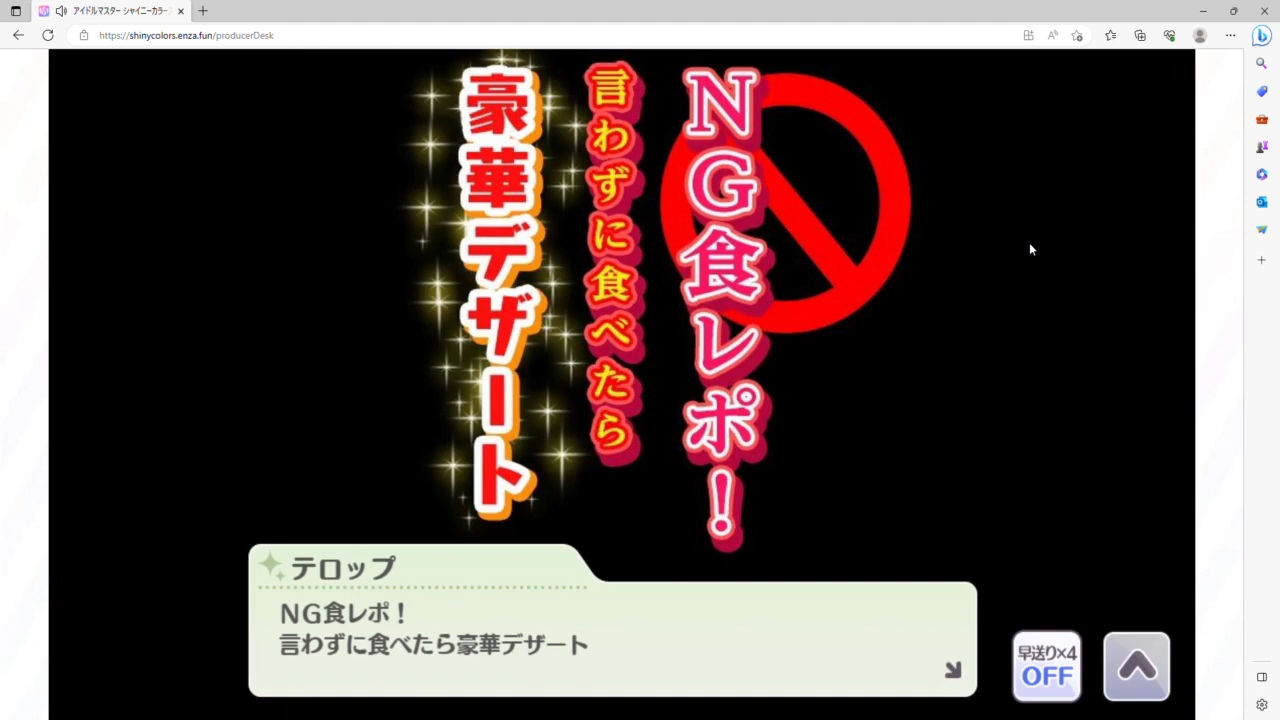 アイドルマスター シャイニーカラー
https://shinycolors.enza.fun/producerDesk
NG食レポ！
言わずに食べたら
豪華デザート
テロップ
NG食レポ！
言わずに食べたら豪華デザート
早送り×4
OFF